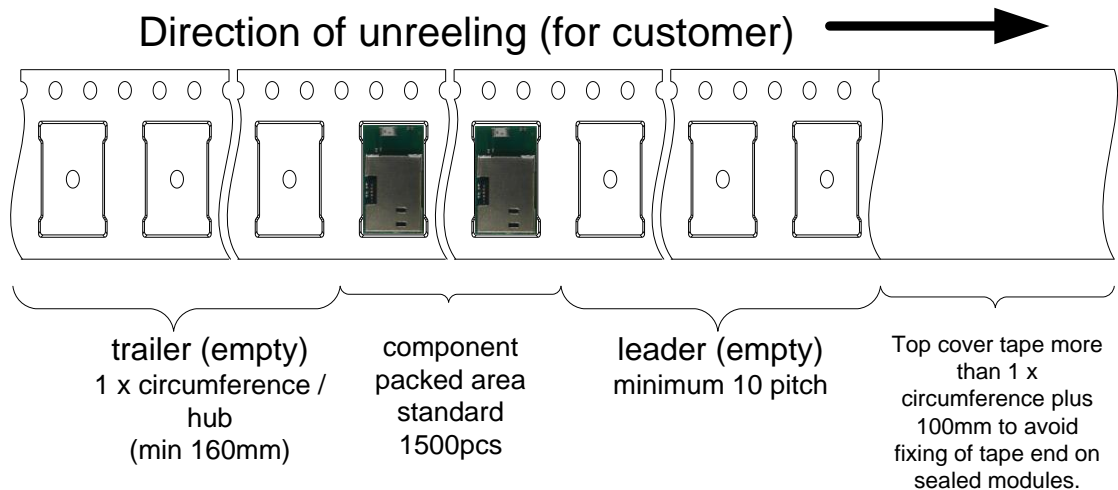 Direction of unreeling (for customer)
trailer (empty)
1 x circumference /
hub
(min 160mm)
component
packed area
standard
1500pcs
leader (empty)
minimum 10 pitch
Top cover tape more
than 1 x
circumference plus
100mm to avoid
fixing of tape end on
sealed modules.